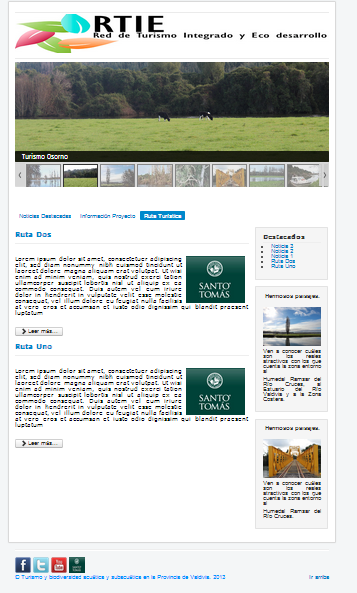 RTIE
Red de Turismo Integrado y Eco desarrollo
Turismo Osorno
Noticias Destacadas Información Proyecto Ruta Turística
Ruta Dos
Lorem ipsum dolor sit amet, consectetuer adipiscing
elit, sed diam nonummy nibh euismod tincidunt ut
laoreet dolore magna aliquam erat volutpat. Ut wisi
enim ad minim veniam, quis nostrud exerci tation
ullamcorper suscipit lobortis nisl ut aliquip ex ea
commodo consequat. Duis autem vel eum iriure
dolor in hendrerit in vulputate velit esse molestie
consequat, vel illum dolore eu feugiat nulla facilisis
at vero eros et accumsan et iusto odio dignissim qui blandit praesent
luptatum
SANTO
TOMÁS
Leer más...
Ruta Uno
Lorem ipsum dolor sit amet, consectetuer adipiscing
elit, sed diam nonummy nibh euismod tincidunt ut
laoreet dolore magna aliquam erat volutpat. Ut wisi
enim ad minim veniam, quis nostrud exerci tation
ullamcorper suscipit lobortis nisl ut aliquip ex ea
commodo consequat. Duis autem vel eum iriure
dolor in hendrerit in vulputate velit esse molestie
consequat, vel illum dolore eu feugiat nulla facilisis
at vero eros et accumsan et iusto odio dignissim qui blandit praesent
luptatum
SANTO
TOMÁS
Leer más...
Destacados
Noticia 3
Noticia 2
Noticia 1
Ruta Dos
Ruta Uno
Hermosos paisajes.
Ven a conocer cuáles
son los reales
atractivos con los que
cuenta la zona entorno
al
Humedal Ramsar del
Río Cruces, al
Estuario del Río
Valdivia y a la Zona
Costera.
Hermosos paisajes.
Ven a conocer cuáles
son los reales
atractivos con los que
cuenta la zona entorno
al
Humedal Ramsar del
Río Cruces.
© Turismo y biodiversidad acuática y subacuática en la Provincia de Valdivia, 2013
Ir arriba